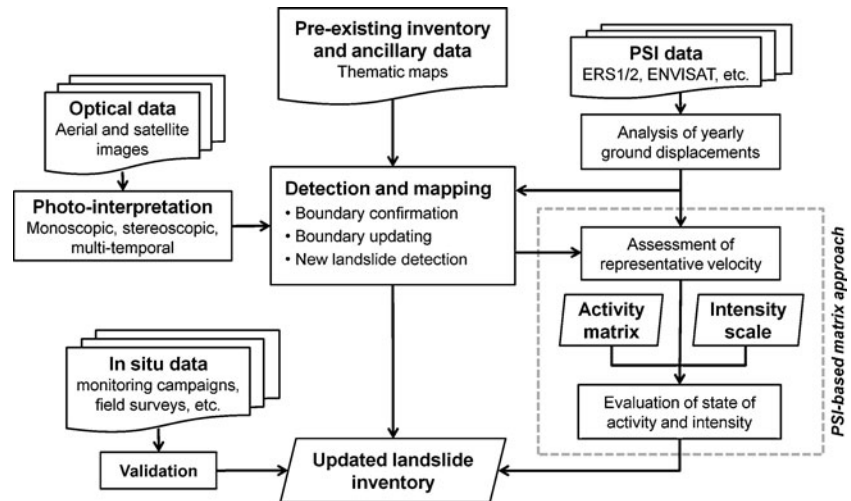 Pre-existing inventory
and ancillary data
Thematic maps
PSI data
ERS1/2, ENVISAT, etc.
Optical data
Aerial and satellite
images
Analysis of yearly
ground displacements
Photo-interpretation
Monoscopic, stereoscopic,
multi-temporal
Detection and mapping
• Boundary confirmation
• Boundary updating
• New landslide detection
Assessment of
representative velocity
Activity
matrix
Intensity
scale
PSI-based matrix approach
In situ data
monitoring campaigns,
field surveys, etc.
Evaluation of state of
activity and intensity
Validation
Updated landslide
inventory